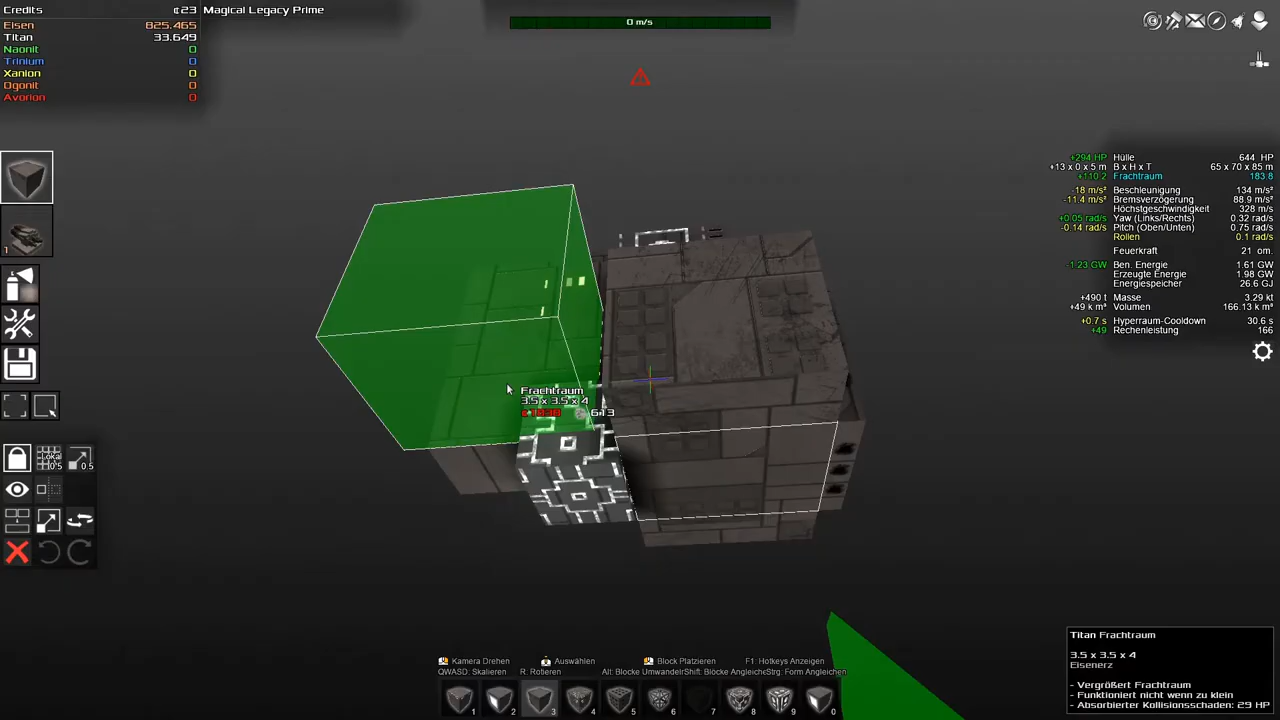 Credits ¢23
Magical Legacy Prime
Eisen 825.465
Titan 33.649
Naonit 0
Trinium 0
Xanion 0
Ogonit 0
Avorion 0
0 m/s
1
+294 HP Hülle 644 HP
+13 x 0 x 5 m B x H x T 65 x 70 x 85 m
+110.2 Frachtraum 183.8
-18 m/s² Beschleunigung 134 m/s²
-11.4 m/s² Bremsverzögerung 88.9 m/s²
Höchstgeschwindigkeit 328 m/s
+0.05 rad/s Yaw (Links/Rechts) 0.32 rad/s
-0.14 rad/s Pitch (Oben/Unten) 0.75 rad/s
Rollen 0.1 rad/s
Feuerkraft 21 om.
-1.23 GW Ben. Energie 1.61 GW
Erzeugte Energie 1.98 GW
Energiespeicher 26.6 GJ
+490 t Masse 3.29 kt
+49 k m³ Volumen 166.13 k m³
+0.7 s Hyperraum-Cooldown 30.6 s
+49 Rechenleistung 166
Frachtraum
3.5 x 3.5 x 4
¢ 1038 613
Lokal
0.5 0.5
Titan Frachtraum
3.5 x 3.5 x 4
Eisenerz
- Vergrößert Frachtraum
- Funktioniert nicht wenn zu klein
- Absorbierter Kollisionsschaden: 29 HP
Kamera Drehen Auswählen Block Platzieren F1: Hotkeys Anzeigen
QWASD: Skalieren R: Rotieren Alt: Blöcke Umwandeln Shift: Blöcke Angleichen Strg: Form Angleichen
1 2 3 4 5 6 7 8 9 0